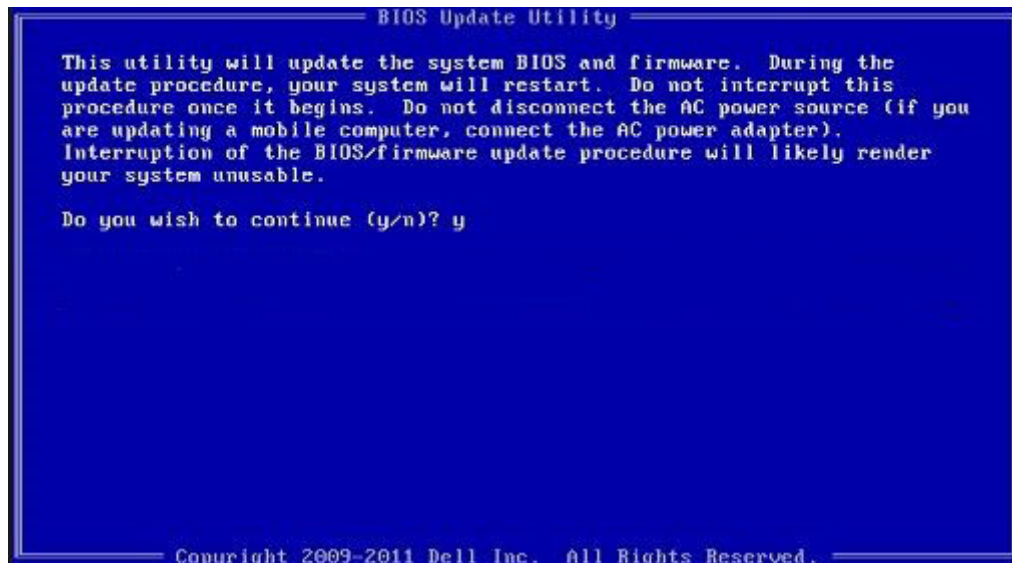 BIOS Update Utility
This utility will update the system BIOS and firmware. During the
update procedure, your system will restart. Do not interrupt this
procedure once it begins. Do not disconnect the AC power source (if you
are updating a mobile computer, connect the AC power adapter).
Interruption of the BIOS/firmware update procedure will likely render
your system unusable.
Do you wish to continue (y/n)? y
Copyright 2009-2011 Dell Inc. All Rights Reserved.